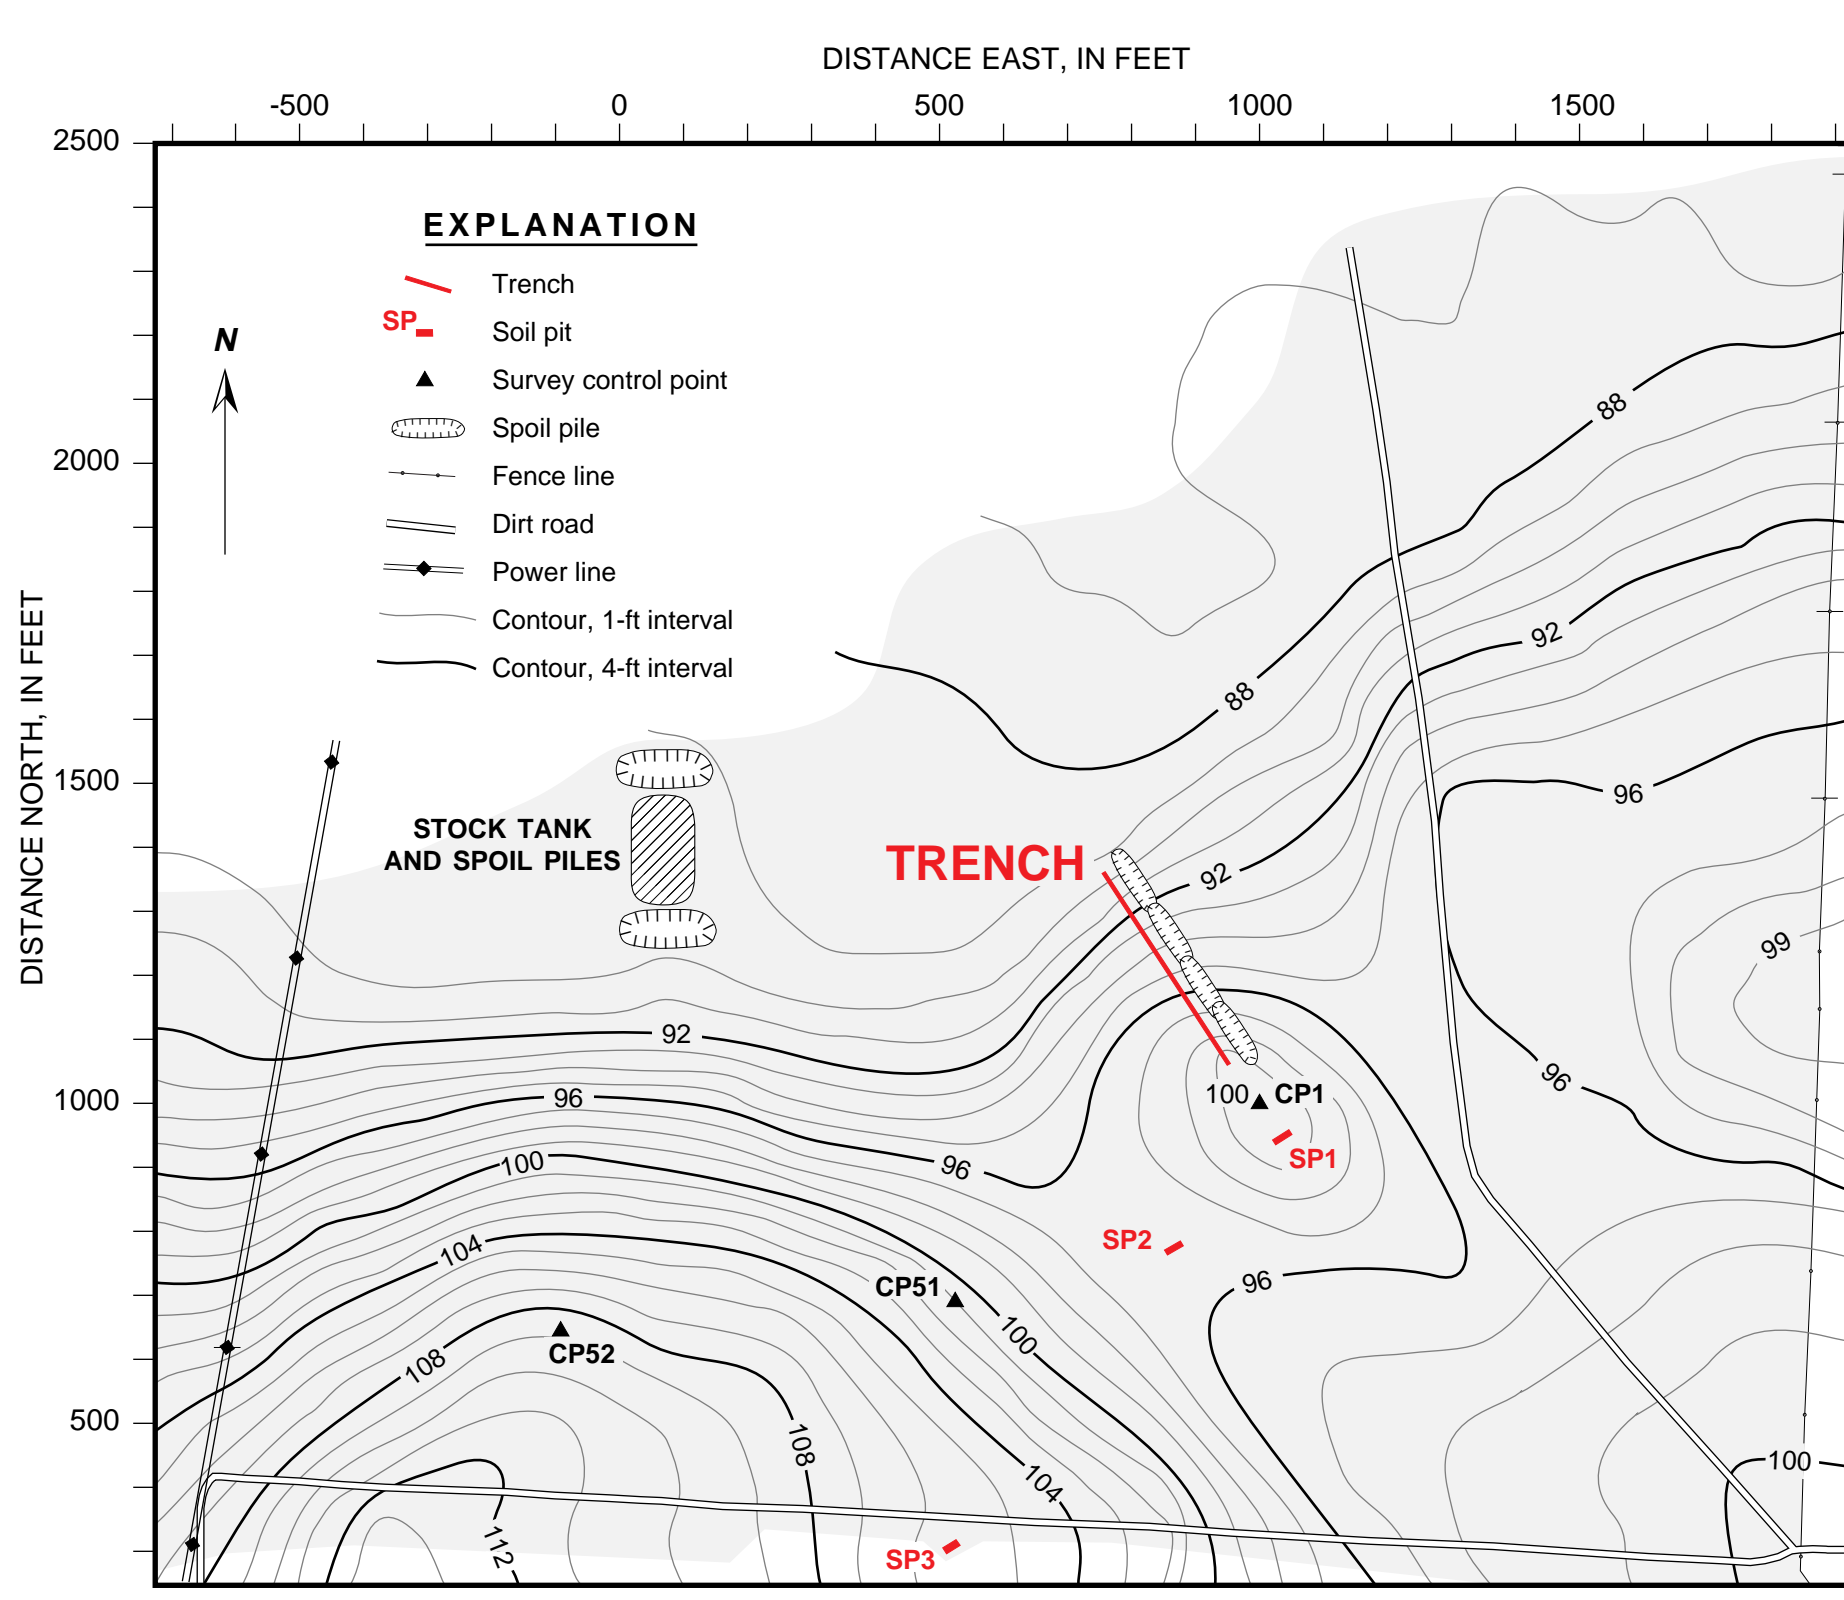 DISTANCE EAST, IN FEET
-500 0 500 1000 1500
2500
2000
1500
1000
500
DISTANCE NORTH, IN FEET
EXPLANATION
Trench
SP
Soil pit
Survey control point
Spoil pile
Fence line
Dirt road
Power line
Contour, 1-ft interval
Contour, 4-ft interval
N
88
92
88
96
STOCK TANK
AND SPOIL PILES
TRENCH
92
99
92
96
96
100 CP1
SP1
100
96
SP2
104
CP51
96
100
108
CP52
108
104
100
112
SP3